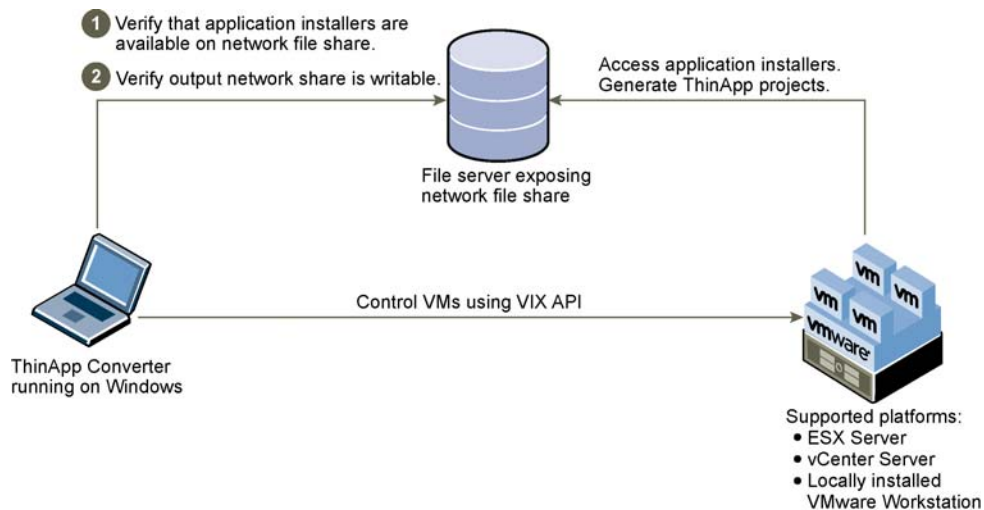 1 Verify that application installers are
available on network file share.
2 Verify output network share is writable.
Access application installers.
Generate ThinApp projects.
File server exposing
network file share
Control VMs using VIX API
ThinApp Converter
running on Windows
vm
vm
vm
vm
vmware®
Supported platforms:
• ESX Server
• vCenter Server
• Locally installed
VMware Workstation